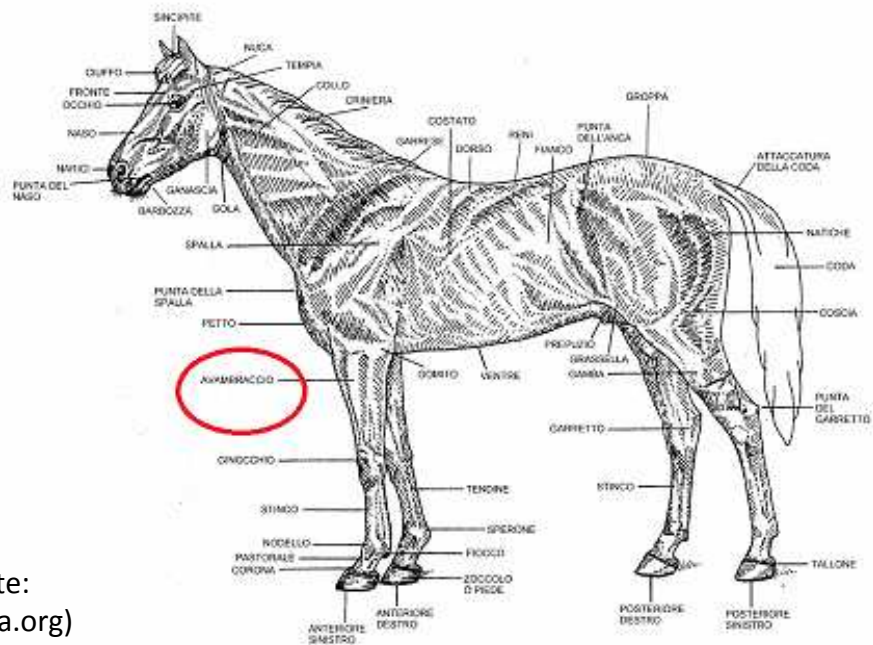 SINCIPITE
NUCA
CIUFFO
TEMPIA
FRONTE
COLLO
OCCHIO
CRINIERA
GROPPA
COSTATO
RENI
PUNTA
DELL'ANCA
NASO
GARRESE
DORSO
FIANCO
ATTACCATURA
DELLA CODA
NARICI
PUNTA DEL
NASO
GANASCIA
BARBOZZA
GOLA
NATICHE
SPALLA
CODA
PUNTA DELLA
SPALLA
COSCIA
PETTO
PREPUZIO
GRASSELLA
GOMITO
VENTRE
GAMBA
AVAMBRACCIO
PUNTA
DEL
GARRETTO
GARRETTO
GINOCCHIO
TENDINE
STINCO
STINCO
SPERONE
NODELLO
FIOCCO
PASTORALE
CORONA
TALLONE
ZOCCOLO
O PIEDE
ANTERIORE
DESTRO
POSTERIORE
DESTRO
POSTERIORE
SINISTRO
ANTERIORE
SINISTRO
te:
a.org)